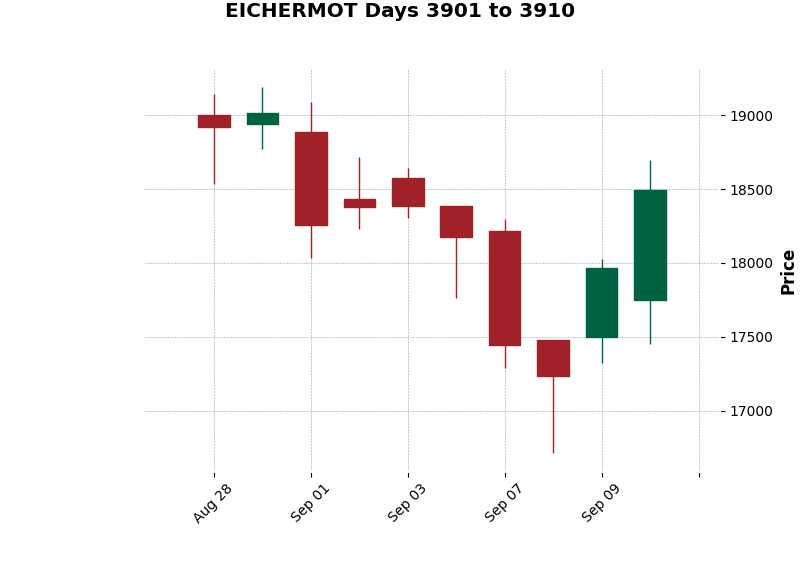 EICHERMOT Days 3901 to 3910
19000
18500
18000
17500
17000
Price
Aug 28
Sep 01
Sep 03
Sep 07
Sep 09